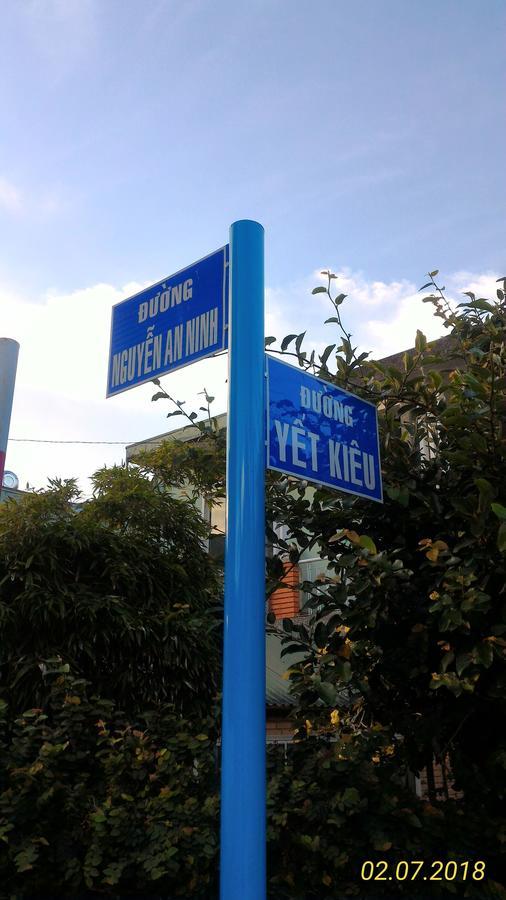 ĐƯỜNG
NGUYỄN AN NINH
ĐƯỜNG
YẾT KIÊU
02.07.2018